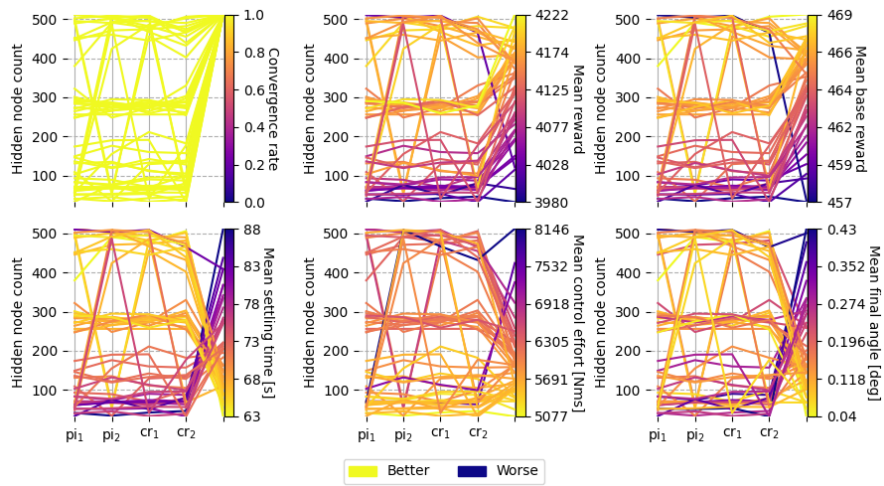 Hidden node count
500
400
300
200
100
1.0
0.8
0.6
0.4
0.2
0.0
Convergence rate
Hidden node count
500
400
300
200
100
4222
4174
4125
4077
4028
3980
Mean reward
Hidden node count
500
400
300
200
100
469
466
464
462
459
457
Mean base reward
Hidden node count
500
400
300
200
100
pi₁
pi₂
cr₁
cr₂
88
83
78
73
68
63
Mean settling time [s]
Hidden node count
500
400
300
200
100
pi₁
pi₂
cr₁
cr₂
8146
7532
6918
6305
5691
5077
Mean control effort [Nms]
Hidden node count
500
400
300
200
100
pi₁
pi₂
cr₁
cr₂
0.43
0.352
0.274
0.196
0.118
0.04
Mean final angle [deg]
Better
Worse